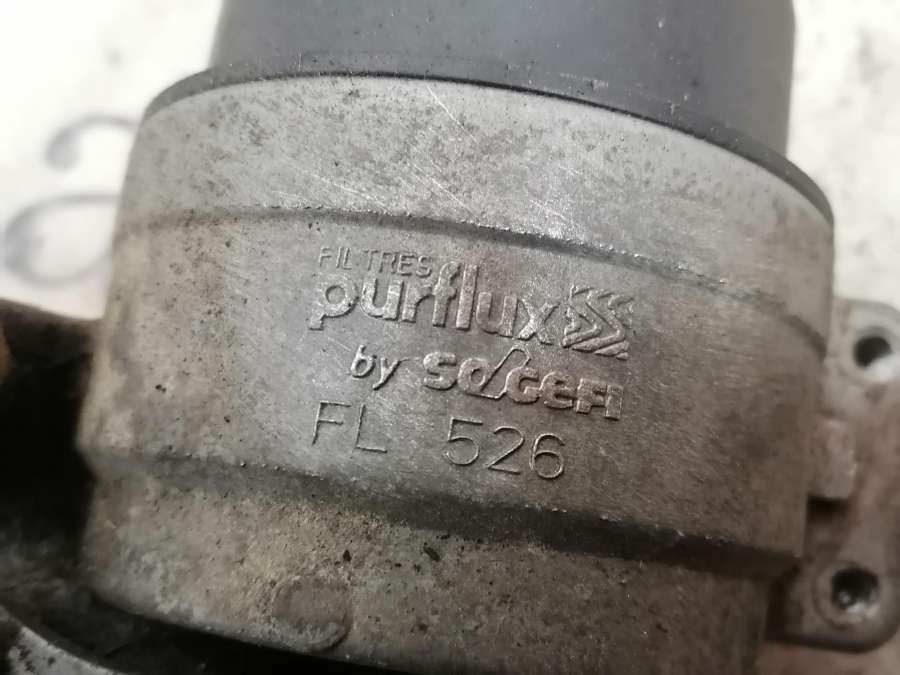 FILTRES
purflux
by SOGEFI
FL 526